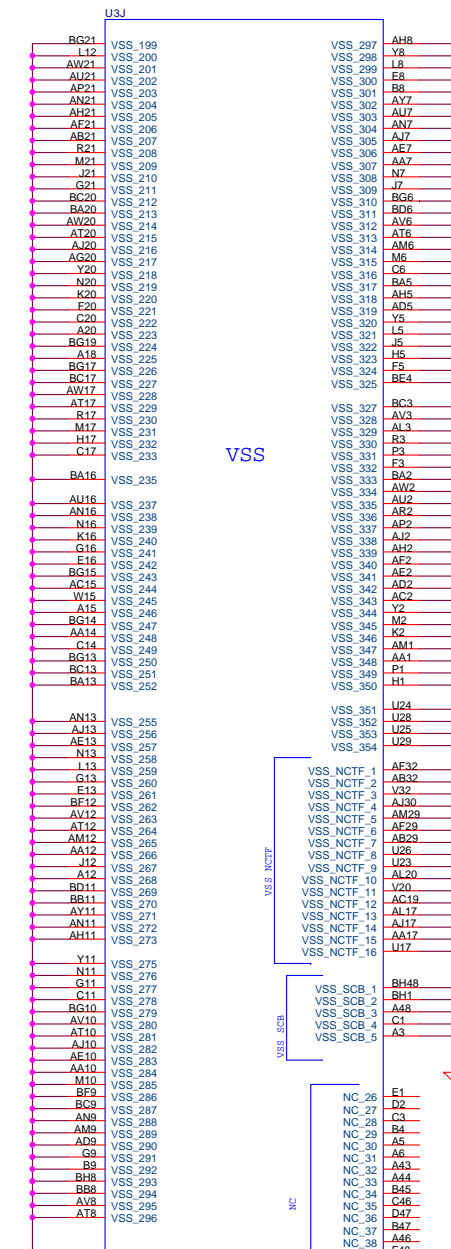 U3J
BG21 VSS_199
L12 VSS_200
AW21 VSS_201
AU21 VSS_202
AP21 VSS_203
AN21 VSS_204
AH21 VSS_205
AF21 VSS_206
AB21 VSS_207
R21 VSS_208
M21 VSS_209
J21 VSS_210
G21 VSS_211
BC20 VSS_212
BA20 VSS_213
AW20 VSS_214
AT20 VSS_215
AJ20 VSS_216
AG20 VSS_217
Y20 VSS_218
N20 VSS_219
K20 VSS_220
F20 VSS_221
C20 VSS_222
A20 VSS_223
BG19 VSS_224
A18 VSS_225
BG17 VSS_226
BC17 VSS_227
AW17 VSS_228
AT17 VSS_229
R17 VSS_230
M17 VSS_231
H17 VSS_232
C17 VSS_233
BA16 VSS_235
AU16 VSS_237
AN16 VSS_238
N16 VSS_239
K16 VSS_240
G16 VSS_241
E16 VSS_242
BG15 VSS_243
AC15 VSS_244
W15 VSS_245
A15 VSS_246
BG14 VSS_247
AA14 VSS_248
C14 VSS_249
BG13 VSS_250
BC13 VSS_251
BA13 VSS_252
AN13 VSS_255
AJ13 VSS_256
AE13 VSS_257
N13 VSS_258
L13 VSS_259
G13 VSS_260
E13 VSS_261
BF12 VSS_262
AV12 VSS_263
AT12 VSS_264
AM12 VSS_265
AA12 VSS_266
J12 VSS_267
A12 VSS_268
BD11 VSS_269
BB11 VSS_270
AY11 VSS_271
AN11 VSS_272
AH11 VSS_273
Y11 VSS_275
N11 VSS_276
G11 VSS_277
C11 VSS_278
BG10 VSS_279
AV10 VSS_280
AT10 VSS_281
AJ10 VSS_282
AE10 VSS_283
AA10 VSS_284
M10 VSS_285
BF9 VSS_286
BC9 VSS_287
AN9 VSS_288
AM9 VSS_289
AD9 VSS_290
G9 VSS_291
B9 VSS_292
BH8 VSS_293
BB8 VSS_294
AV8 VSS_295
AT8 VSS_296
VSS
VSS_297 AH8
VSS_298 Y8
VSS_299 L8
VSS_300 E8
VSS_301 B8
VSS_302 AY7
VSS_303 AU7
VSS_304 AN7
VSS_305 AJ7
VSS_306 AE7
VSS_307 AA7
VSS_308 N7
VSS_309 J7
VSS_310 BG6
VSS_311 BD6
VSS_312 AV6
VSS_313 AT6
VSS_314 AM6
VSS_315 M6
VSS_316 C6
VSS_317 BA5
VSS_318 AH5
VSS_319 AD5
VSS_320 Y5
VSS_321 L5
VSS_322 J5
VSS_323 H5
VSS_324 F5
VSS_325 BE4
VSS_327 BC3
VSS_328 AV3
VSS_329 AL3
VSS_330 R3
VSS_331 P3
VSS_332 F3
VSS_333 BA2
VSS_334 AW2
VSS_335 AU2
VSS_336 AR2
VSS_337 AP2
VSS_338 AJ2
VSS_339 AH2
VSS_340 AF2
VSS_341 AE2
VSS_342 AD2
VSS_343 AC2
VSS_344 Y2
VSS_345 M2
VSS_346 K2
VSS_347 AM1
VSS_348 AA1
VSS_349 P1
VSS_350 H1
VSS_351 U24
VSS_352 U28
VSS_353 U25
VSS_354 U29
VSS NCTF
VSS_NCTF_1 AF32
VSS_NCTF_2 AB32
VSS_NCTF_3 V32
VSS_NCTF_4 AJ30
VSS_NCTF_5 AM29
VSS_NCTF_6 AF29
VSS_NCTF_7 AB29
VSS_NCTF_8 U26
VSS_NCTF_9 U23
VSS_NCTF_10 AL20
VSS_NCTF_11 V20
VSS_NCTF_12 AC19
VSS_NCTF_13 AL17
VSS_NCTF_14 AJ17
VSS_NCTF_15 AA17
VSS_NCTF_16 U17
VSS SCB
VSS_SCB_1 BH48
VSS_SCB_2 BH1
VSS_SCB_3 A48
VSS_SCB_4 C1
VSS_SCB_5 A3
NC
NC_26 E1
NC_27 D2
NC_28 C3
NC_29 B4
NC_30 A5
NC_31 A6
NC_32 A43
NC_33 A44
NC_34 B45
NC_35 C46
NC_36 D47
NC_37 B47
NC_38 A46